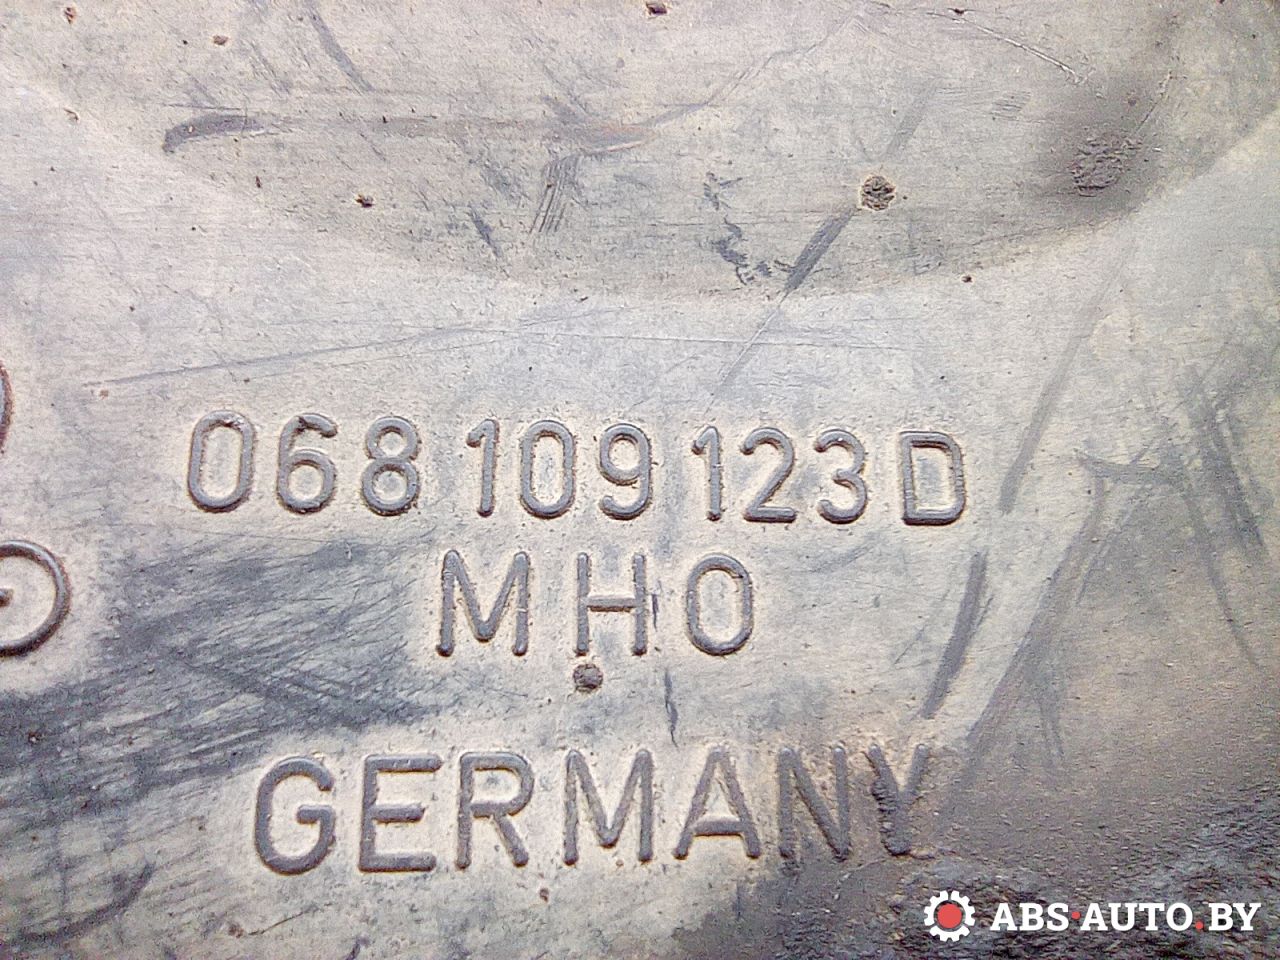 068 109 123 D
MHO
GERMANY
ABS·AUTO.BY